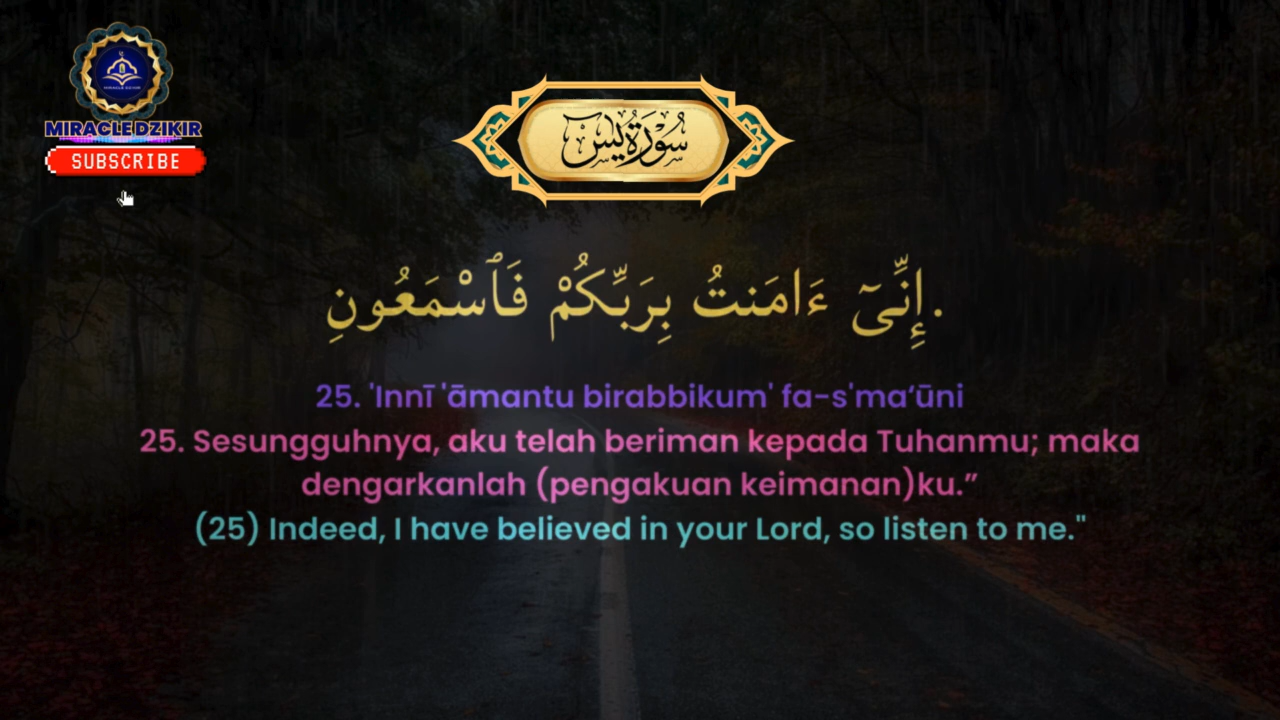 MIRACLE DZIKIR
MIRACLEDZIKIR
SUBSCRIBE
سُورَةُ يس
.إِنِّىٓ ءَامَنتُ بِرَبِّكُمْ فَٱسْمَعُونِ
25. 'Innī 'āmantu birabbikum' fa-s'ma‘ūni
25. Sesungguhnya, aku telah beriman kepada Tuhanmu; maka
dengarkanlah (pengakuan keimanan)ku.”
(25) Indeed, I have believed in your Lord, so listen to me."